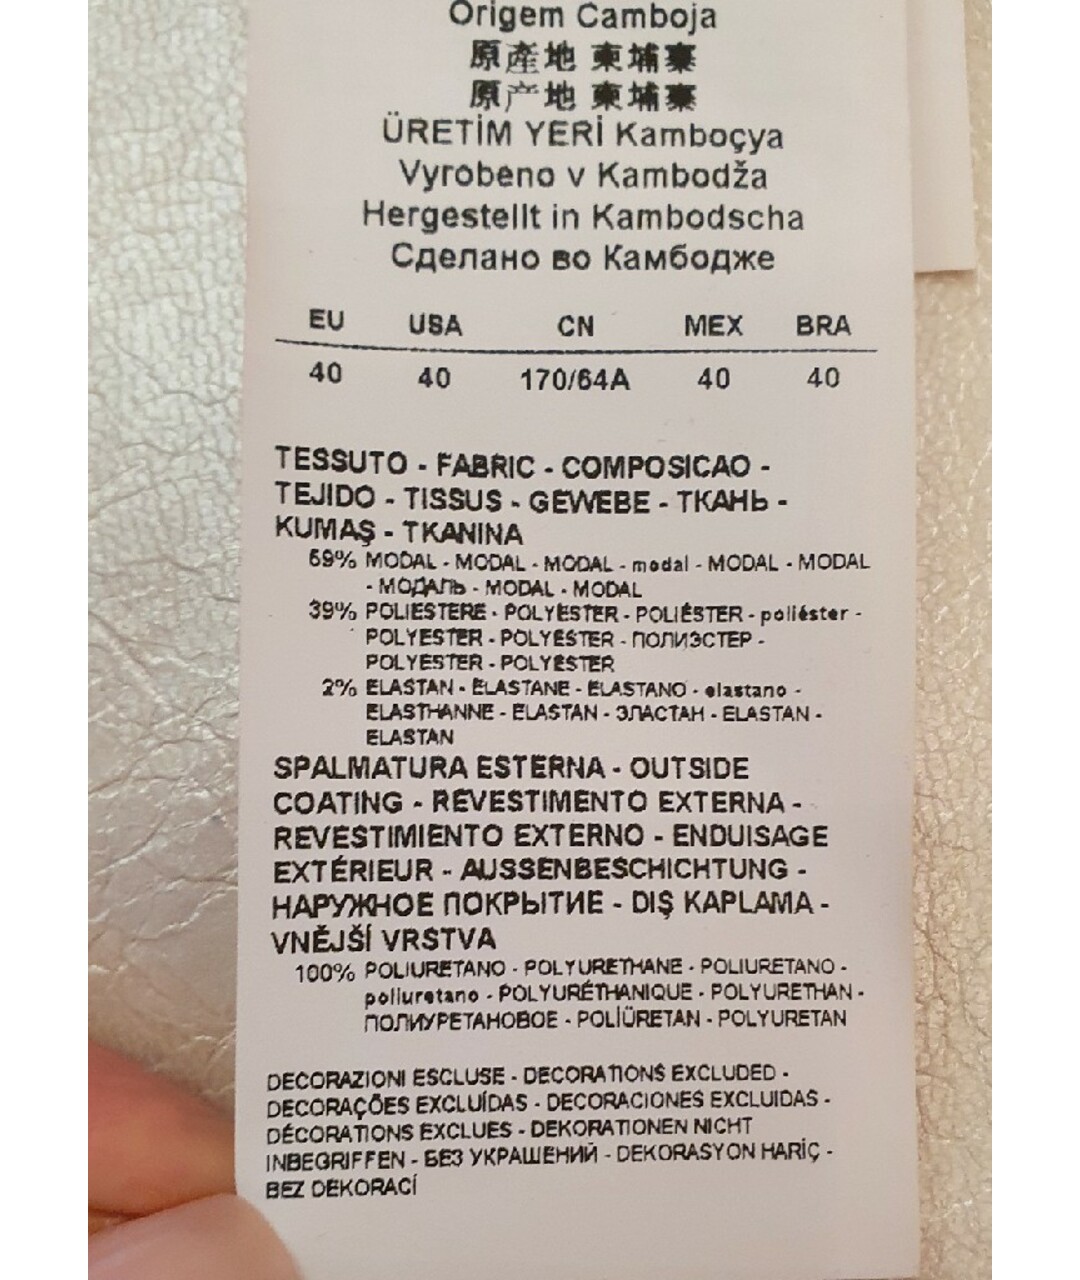 Origem Camboja
原產地 柬埔寨
原产地 柬埔寨
ÜRETİM YERİ Kamboçya
Vyrobeno v Kambodža
Hergestellt in Kambodscha
Сделано во Камбодже
EU USA CN MEX BRA
40 40 170/64A 40 40
TESSUTO - FABRIC - COMPOSICAO -
TEJIDO - TISSUS - GEWEBE - ТКАНЬ -
KUMAŞ - TKANINA
59% MODAL - MODAL - MODAL - modal - MODAL - MODAL
- МОДАЛЬ - MODAL - MODAL
39% POLIESTERE - POLYESTER - POLIÉSTER - poliéster -
POLYESTER - POLYESTER - ПОЛИЭСТЕР -
POLYESTER - POLYESTER
2% ELASTAN - ELASTANE - ELASTANO - elastano -
ELASTHANNE - ELASTAN - ЭЛАСТАН - ELASTAN -
ELASTAN
SPALMATURA ESTERNA - OUTSIDE
COATING - REVESTIMENTO EXTERNA -
REVESTIMIENTO EXTERNO - ENDUISAGE
EXTÉRIEUR - AUSSENBESCHICHTUNG -
НАРУЖНОЕ ПОКРЫТИЕ - DIŞ KAPLAMA -
VNĚJŠÍ VRSTVA
100% POLIURETANO - POLYURETHANE - POLIURETANO -
poliuretano - POLYURÉTHANIQUE - POLYURETHAN -
ПОЛИУРЕТАНОВОЕ - POLİÜRETAN - POLYURETAN
DECORAZIONI ESCLUSE - DECORATIONS EXCLUDED -
DECORAÇÕES EXCLUÍDAS - DECORACIONES EXCLUIDAS -
DÉCORATIONS EXCLUES - DEKORATIONEN NICHT
INBEGRIFFEN - БЕЗ УКРАШЕНИЙ - DEKORASYON HARİÇ -
BEZ DEKORACÍ